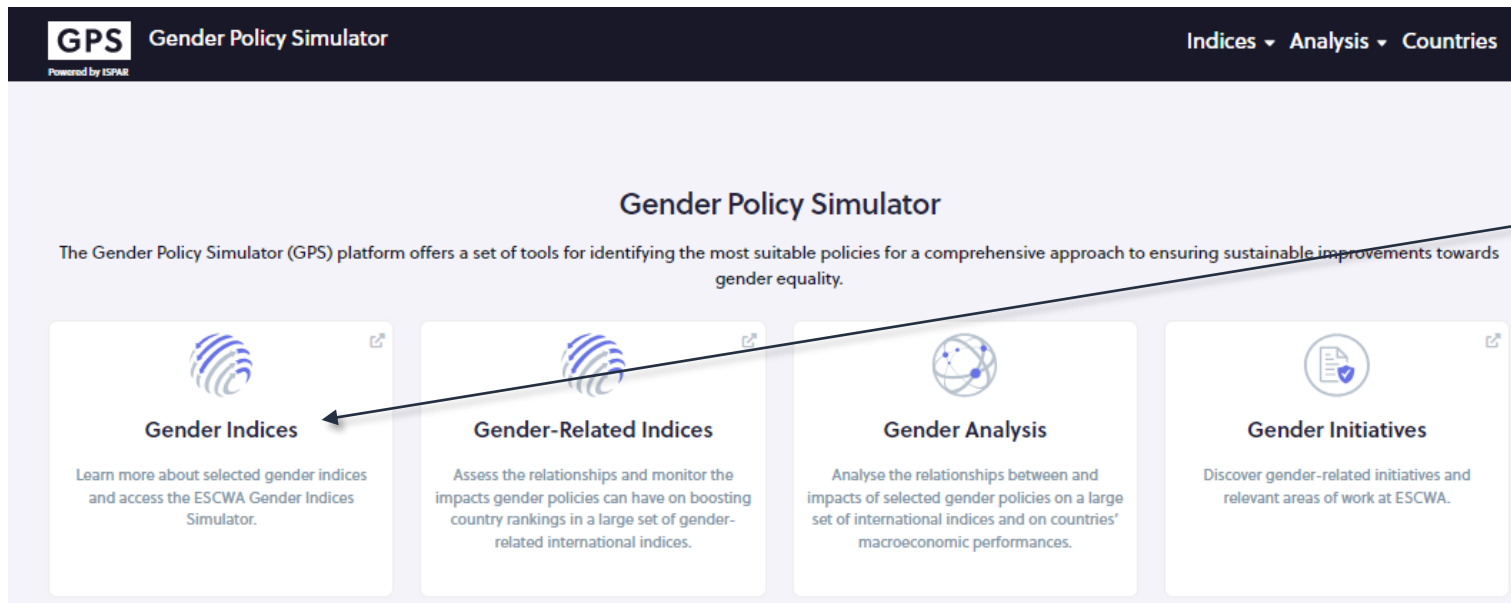 GPS
Gender Policy Simulator
Powered by ISPAR
Indices Analysis Countries
Gender Policy Simulator
The Gender Policy Simulator (GPS) platform offers a set of tools for identifying the most suitable policies for a comprehensive approach to ensuring sustainable improvements towards
gender equality.
Gender Indices
Learn more about selected gender indices
and access the ESCWA Gender Indices
Simulator.
Gender-Related Indices
Assess the relationships and monitor the
impacts gender policies can have on boosting
country rankings in a large set of gender-
related international indices.
Gender Analysis
Analyse the relationships between and
impacts of selected gender policies on a large
set of international indices and on countries'
macroeconomic performances.
Gender Initiatives
Discover gender-related initiatives and
relevant areas of work at ESCWA.